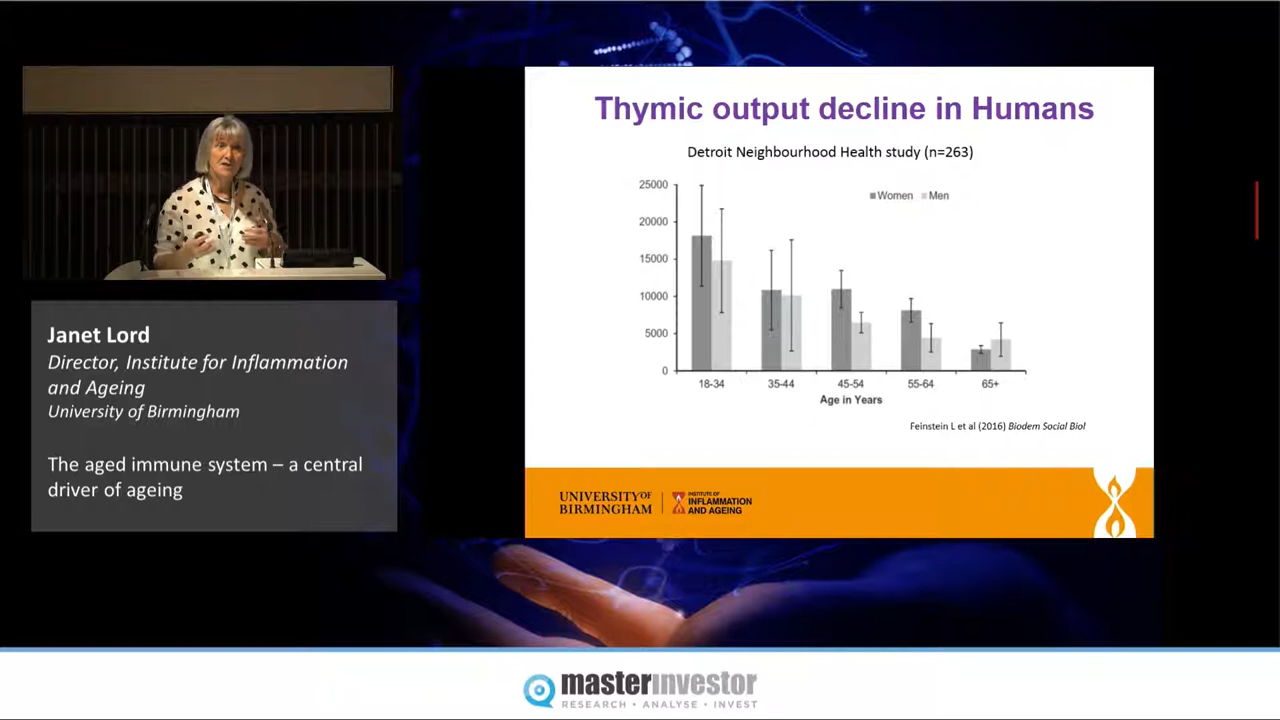 Janet Lord
Director, Institute for Inflammation
and Ageing
University of Birmingham
The aged immune system – a central
driver of ageing
Thymic output decline in Humans
Detroit Neighbourhood Health study (n=263)
Women Men
25000
20000
15000
10000
5000
0
18-34 35-44 45-54 55-64 65+
Age in Years
Feinstein L et al (2016) Biodem Social Biol
UNIVERSITY OF
BIRMINGHAM
INSTITUTE OF
INFLAMMATION
AND AGEING
masterinvestor
RESEARCH • ANALYSE • INVEST